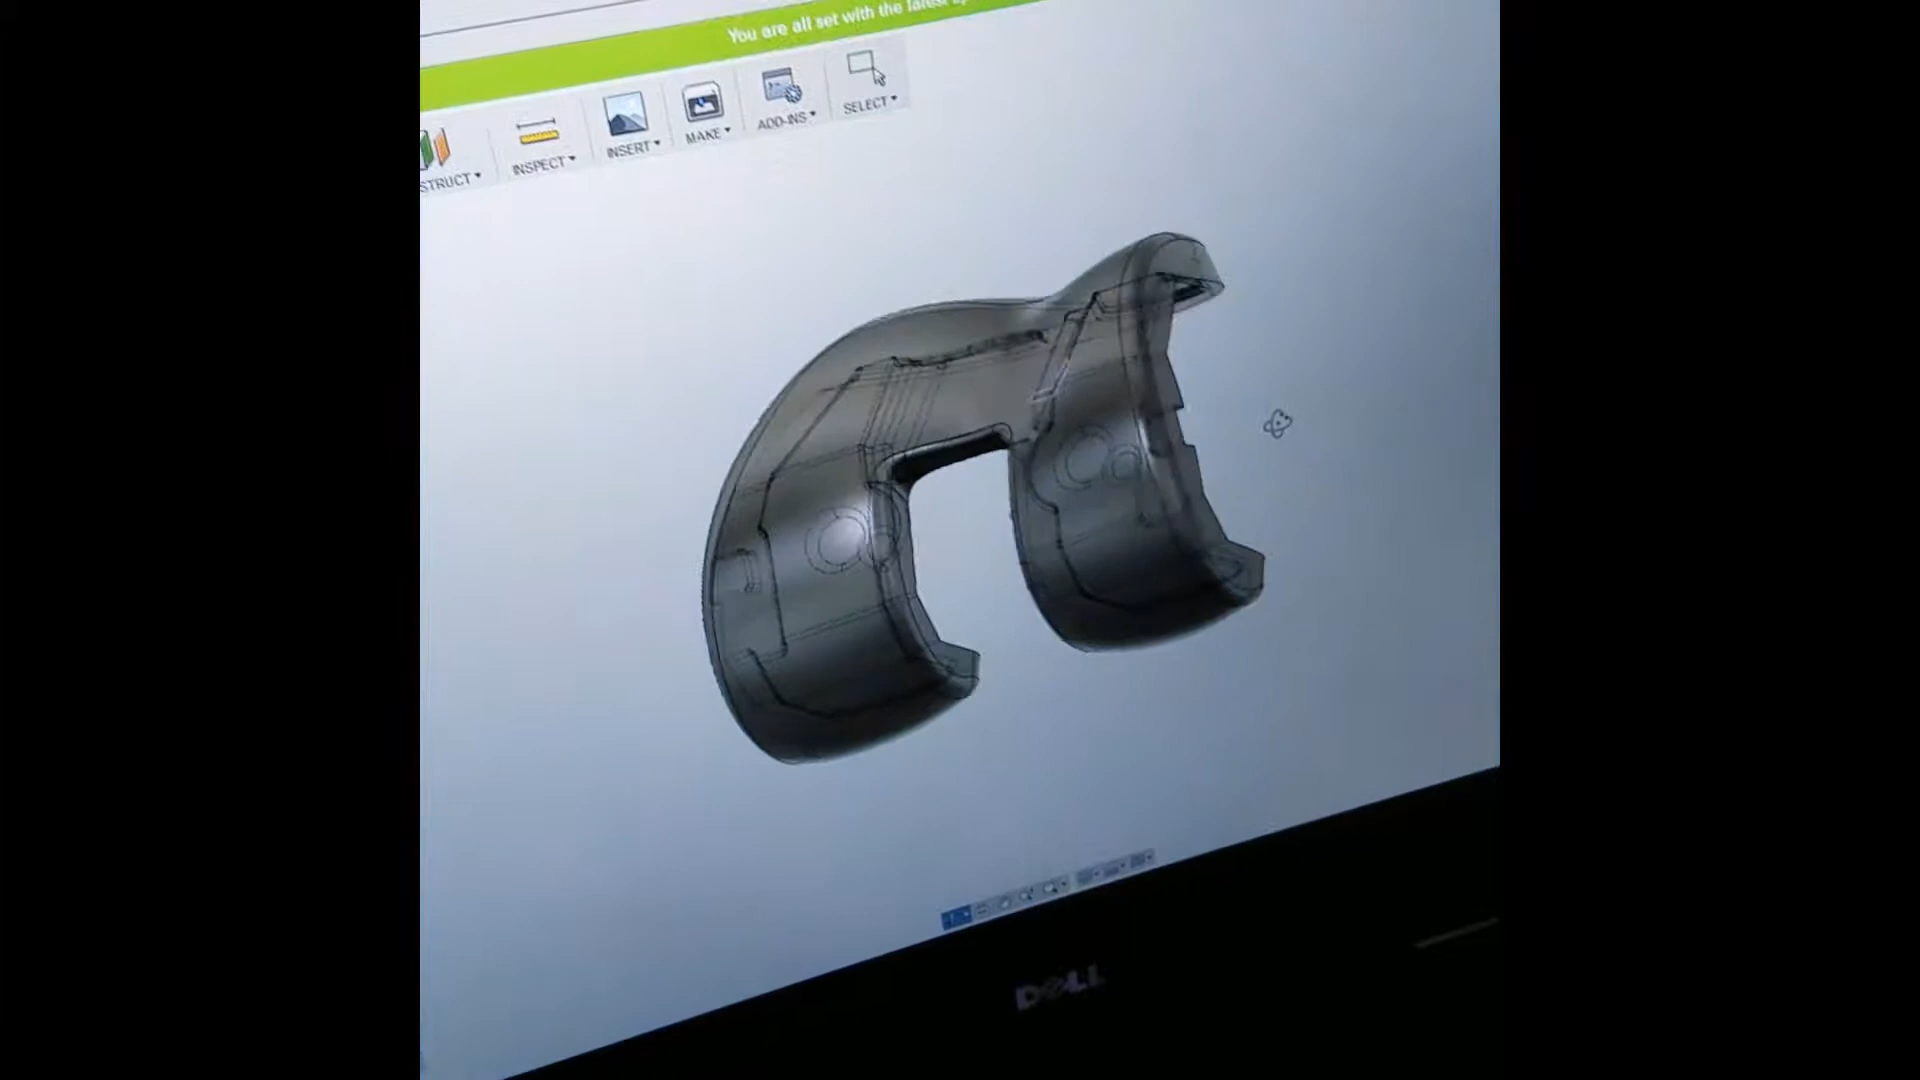 You are all set with the latest
STRUCT
INSPECT
INSERT
MAKE
ADD-INS
SELECT
DELL